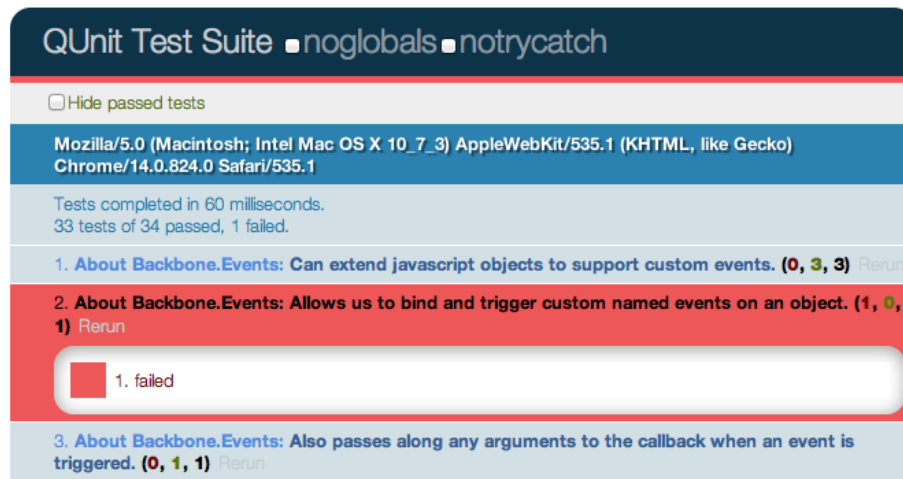 QUnit Test Suite noglobals notrycatch
Hide passed tests
Mozilla/5.0 (Macintosh; Intel Mac OS X 10_7_3) AppleWebKit/535.1 (KHTML, like Gecko)
Chrome/14.0.824.0 Safari/535.1
Tests completed in 60 milliseconds.
33 tests of 34 passed, 1 failed.
1. About Backbone.Events: Can extend javascript objects to support custom events. (0, 3, 3) Rerun
2. About Backbone.Events: Allows us to bind and trigger custom named events on an object. (1, 0,
1) Rerun
1. failed
3. About Backbone.Events: Also passes along any arguments to the callback when an event is
triggered. (0, 1, 1) Rerun